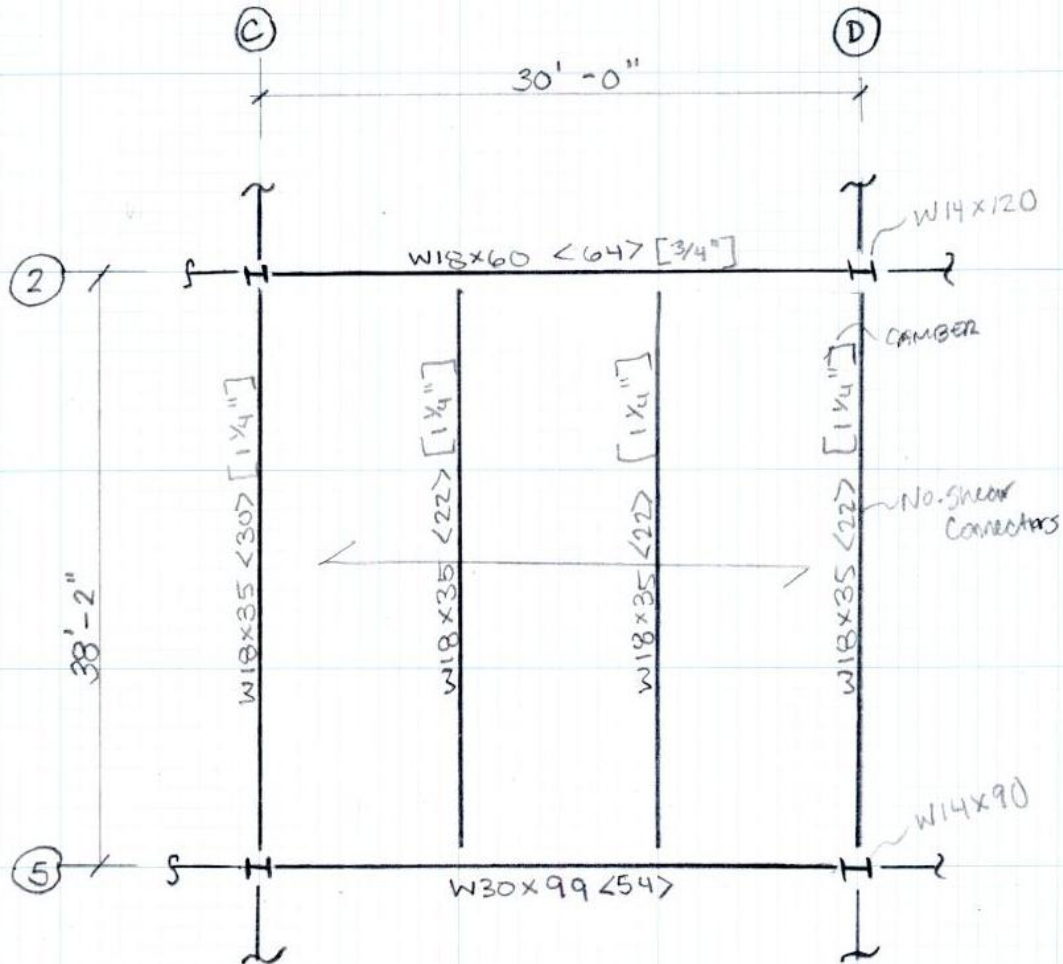 C
D
30'-0"
W14x120
2
W18x60 <64> [3/4"]
CAMBER
W18x35 <30> [1 1/4"]
W18x35 <22> [1 1/4"]
W18x35 <22> [1 1/4"]
W18x35 <22> [1 1/4"]
No. shear
Connectors
38'-2"
W14x90
5
W30x99 <54>